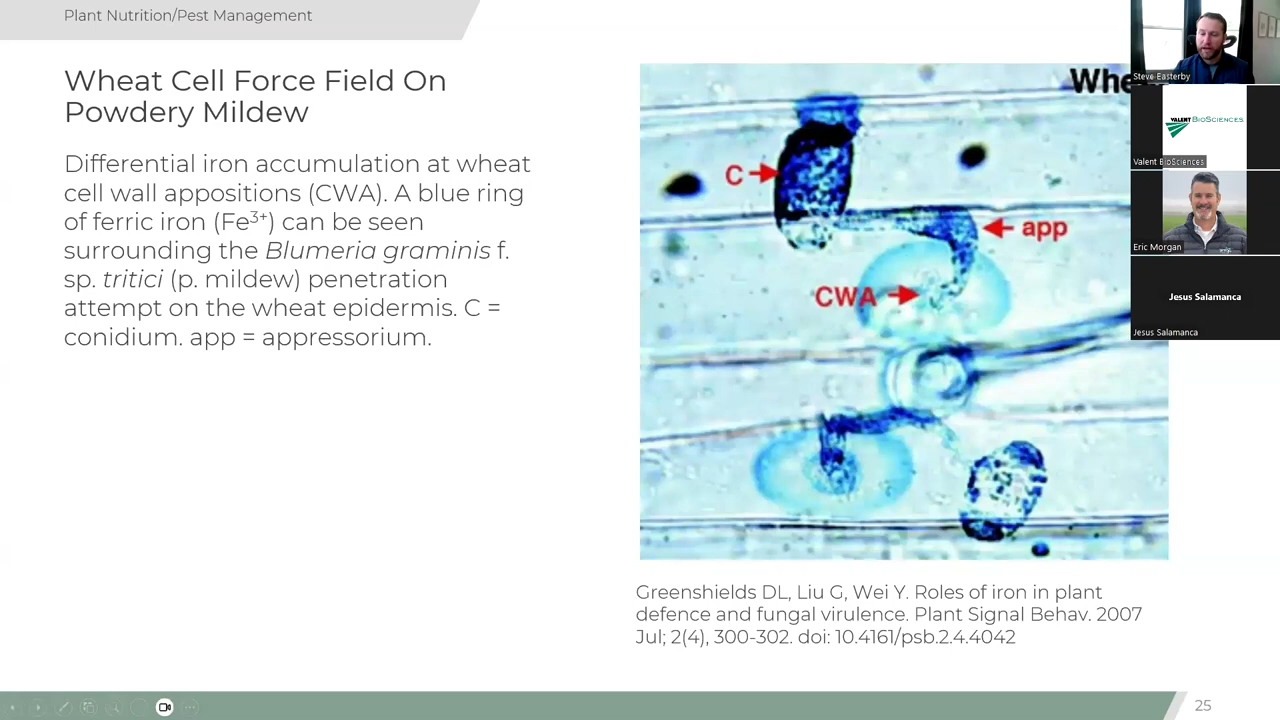 Plant Nutrition/Pest Management
Wheat Cell Force Field On
Powdery Mildew
Differential iron accumulation at wheat
cell wall appositions (CWA). A blue ring
of ferric iron (Fe³⁺) can be seen
surrounding the Blumeria graminis f.
sp. tritici (p. mildew) penetration
attempt on the wheat epidermis. C =
conidium. app = appressorium.
C
app
CWA
Greenshields DL, Liu G, Wei Y. Roles of iron in plant
defence and fungal virulence. Plant Signal Behav. 2007
Jul; 2(4), 300-302. doi: 10.4161/psb.2.4.4042
25
Steve Easterby
VALENT BIOSCIENCES
Valent BioSciences
Eric Morgan
Jesus Salamanca
Jesus Salamanca